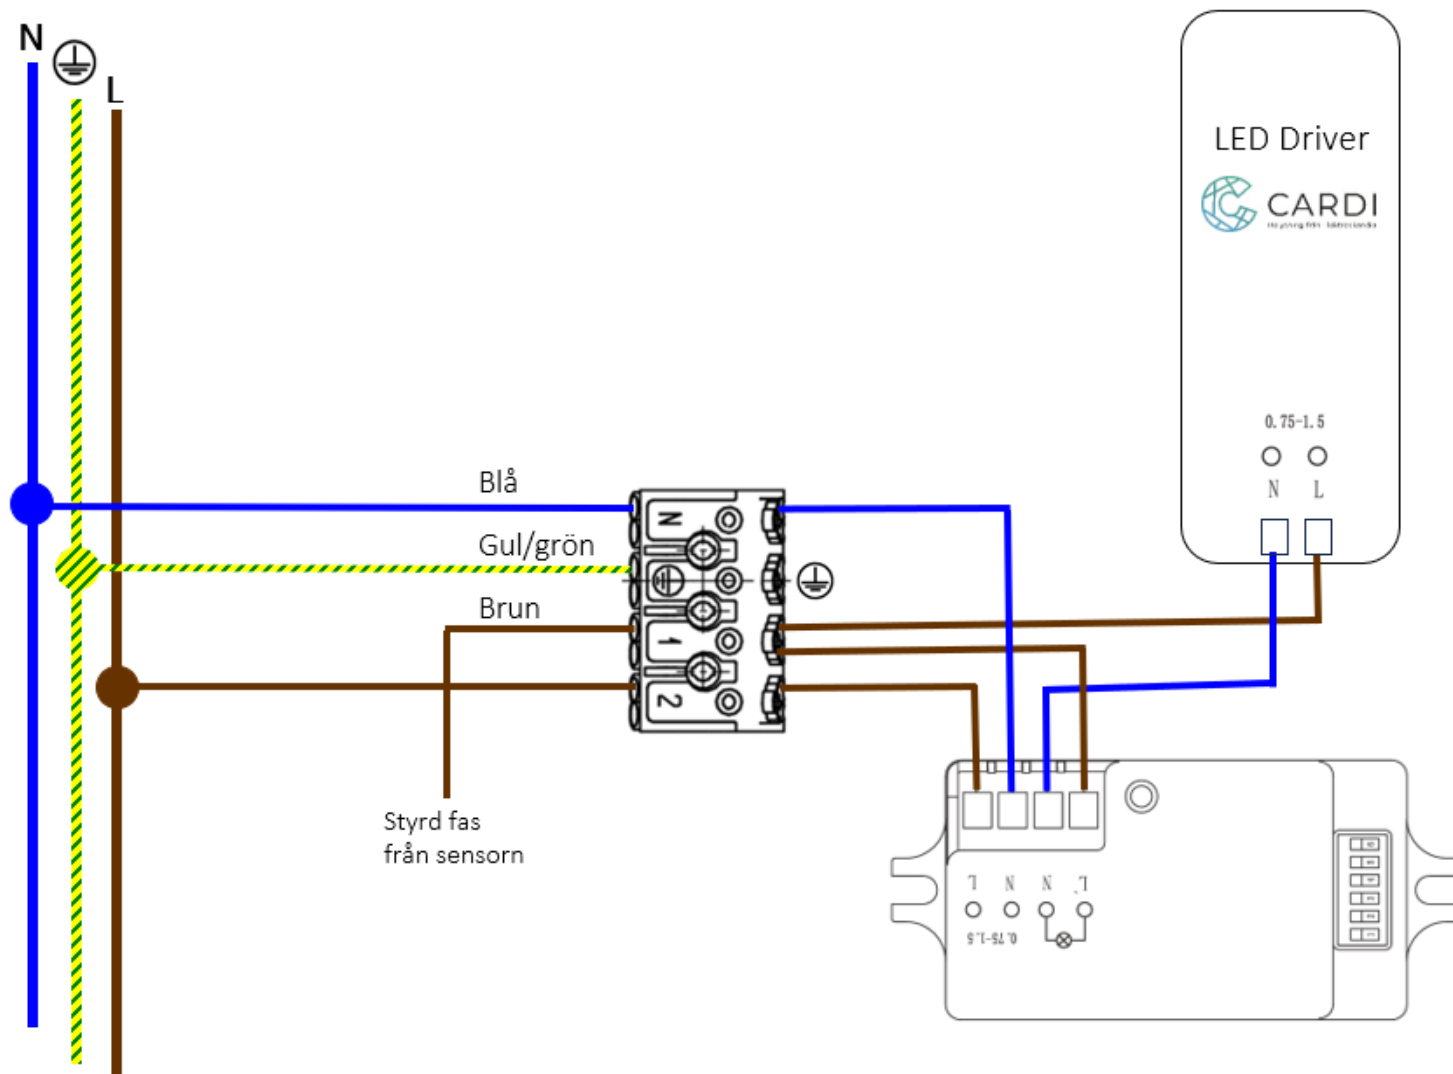 N
L
LED Driver
CARDI
0.75-1.5
N L
Blå
Gul/grön
Brun
N
1
2
Styrd fas
från sensorn
L N N L'
0.75-1.5